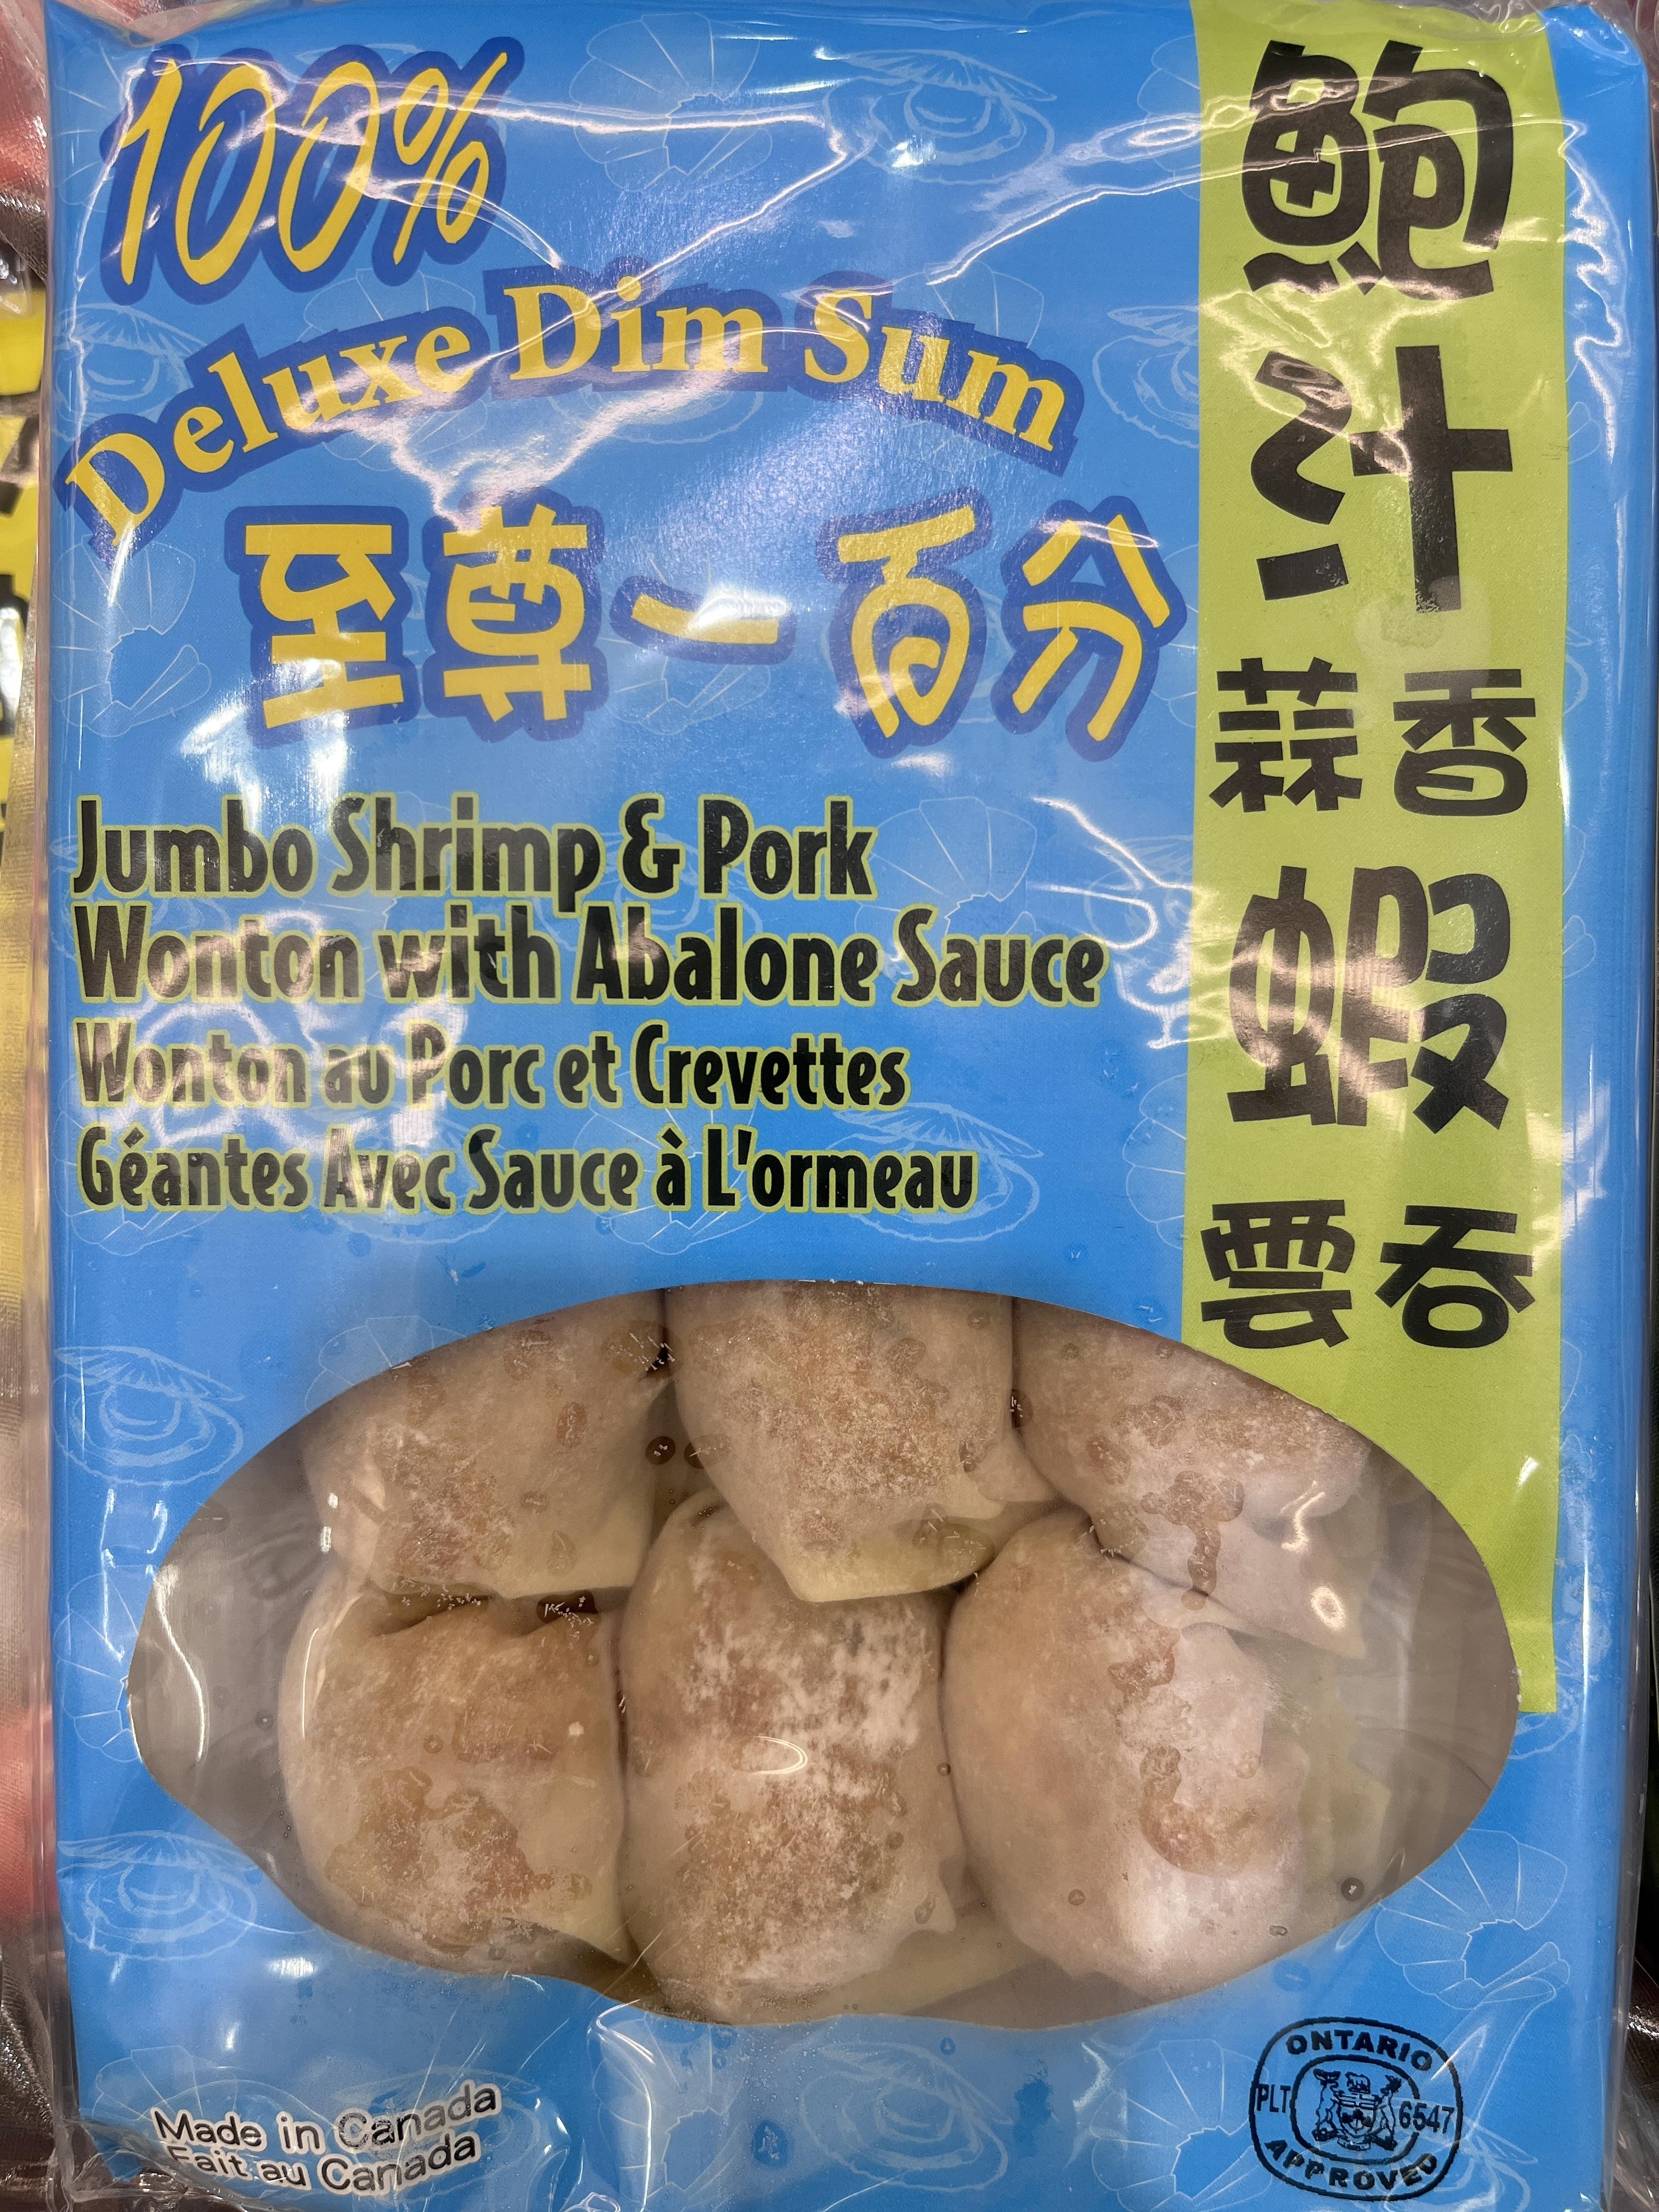 100%
Deluxe Dim Sum
至尊一百分
Jumbo Shrimp & Pork
Wonton with Abalone Sauce
Wonton au Porc et Crevettes
Géantes Avec Sauce à L'ormeau
鮑
汁
蒜香
蝦
雲吞
Made in Canada
Fait au Canada
ONTARIO
PLT 6547
APPROVED